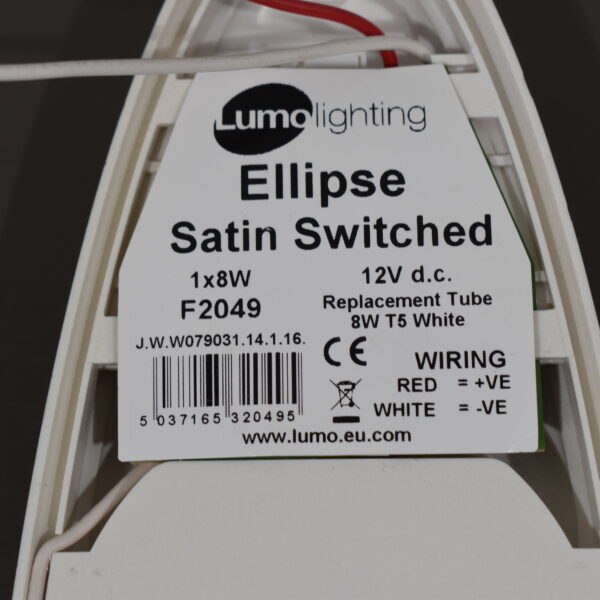 Lumolighting
Ellipse
Satin Switched
1x8W 12V d.c.
F2049 Replacement Tube
8W T5 White
J.W.W079031.14.1.16.
CE
WIRING
RED = +VE
WHITE = -VE
5 037165 320495
www.lumo.eu.com